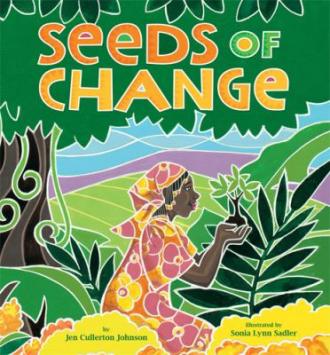 SEEDS OF
CHANGE
by
Jen Cullerton Johnson
illustrated by
Sonia Lynn Sadler